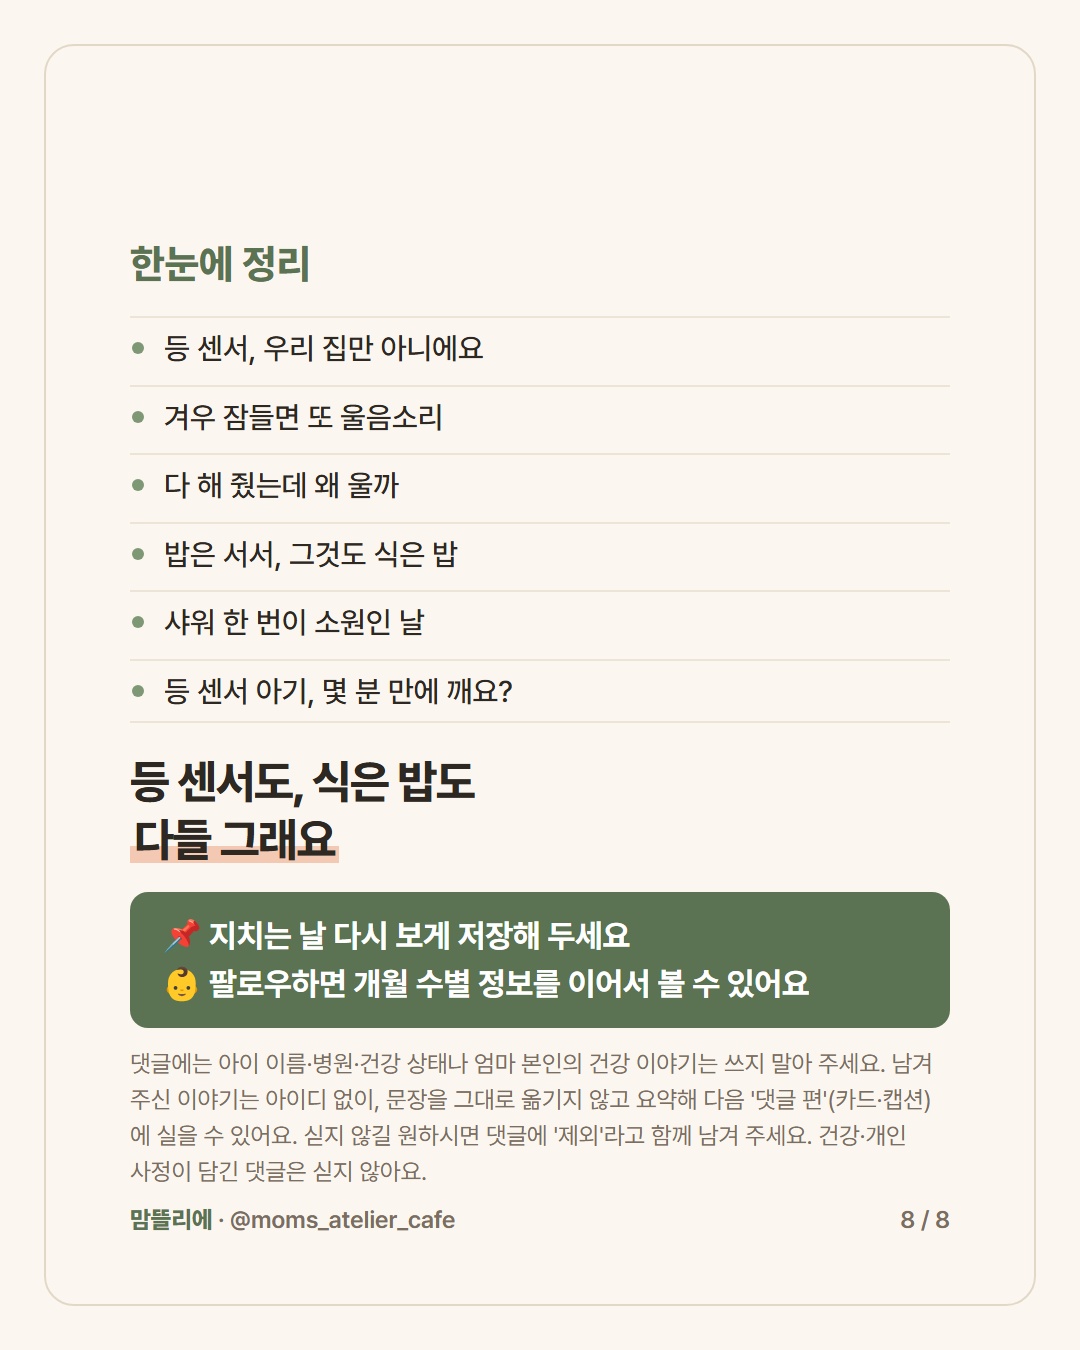 한눈에 정리
등 센서, 우리 집만 아니에요
겨우 잠들면 또 울음소리
다 해 줬는데 왜 울까
밥은 서서, 그것도 식은 밥
샤워 한 번이 소원인 날
등 센서 아기, 몇 분 만에 깨요?
등 센서도, 식은 밥도
다들 그래요
📌 지치는 날 다시 보게 저장해 두세요
👶 팔로우하면 개월 수별 정보를 이어서 볼 수 있어요
댓글에는 아이 이름·병원·건강 상태나 엄마 본인의 건강 이야기는 쓰지 말아 주세요. 남겨
주신 이야기는 아이디 없이, 문장을 그대로 옮기지 않고 요약해 다음 '댓글 편'(카드·캡션)
에 실을 수 있어요. 싣지 않길 원하시면 댓글에 '제외'라고 함께 남겨 주세요. 건강·개인
사정이 담긴 댓글은 싣지 않아요.
맘뜰리에 · @moms_atelier_cafe
8 / 8